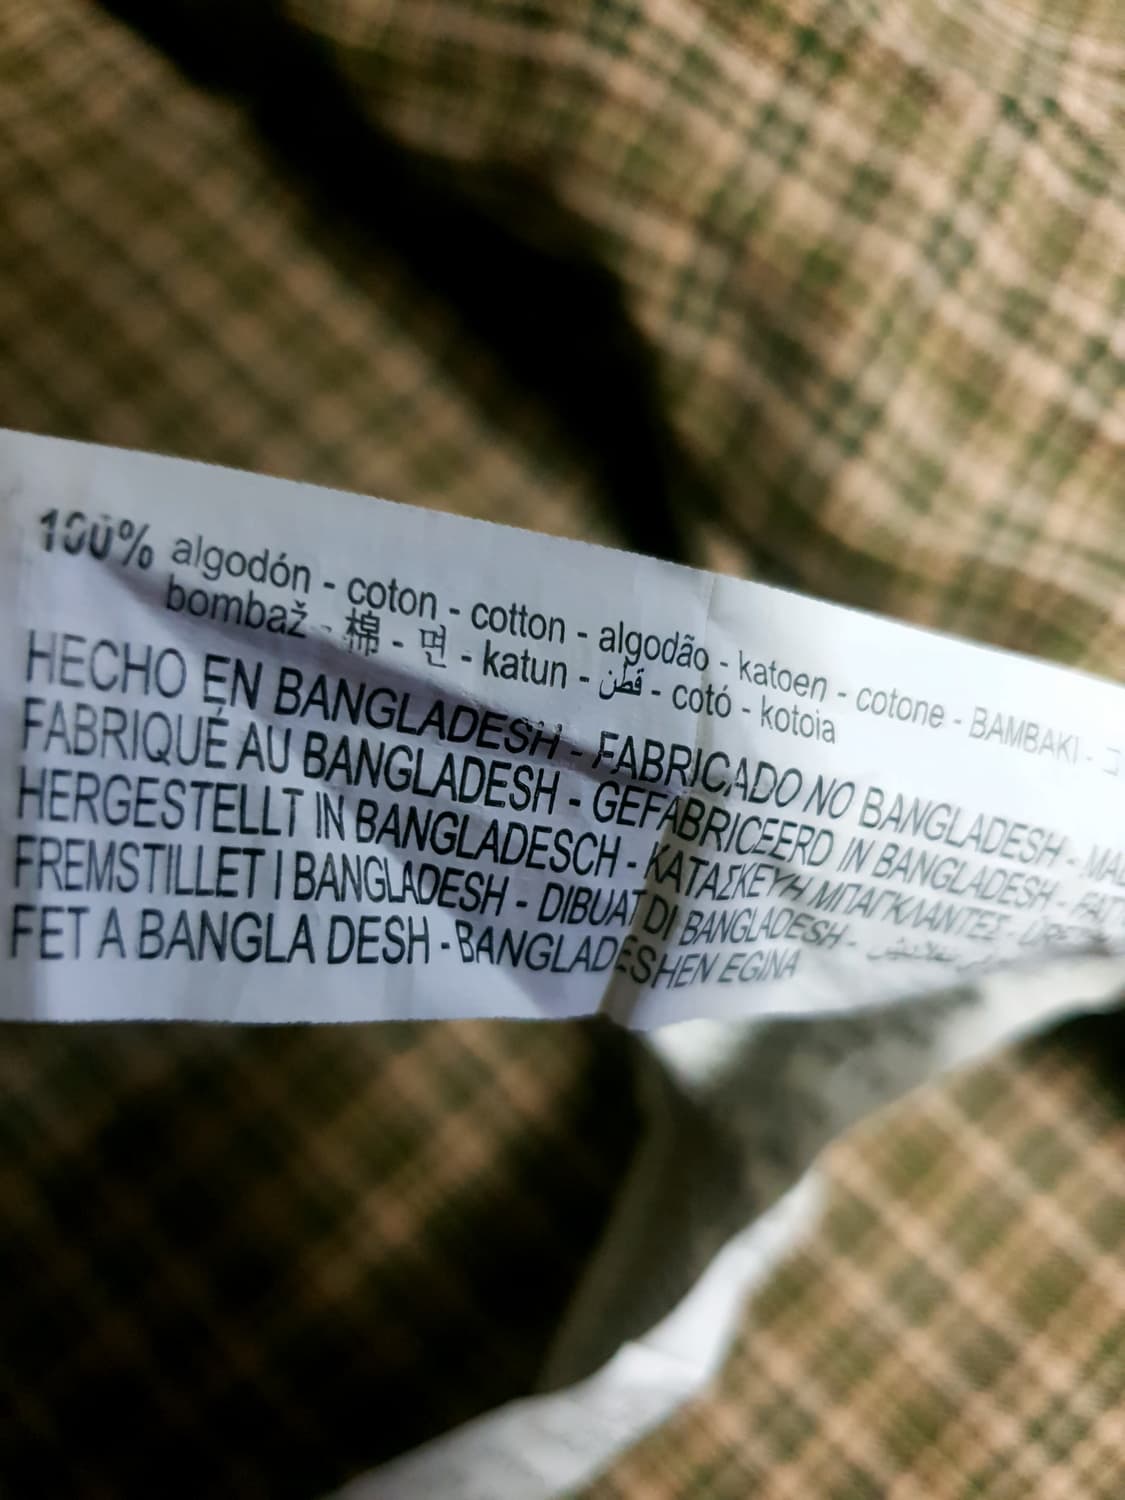 100% algodón - coton - cotton - algodão - katoen - cotone - BAMBAKI -
bombaž - 棉 - 면 - katun - قطن - cotó - kotoia
HECHO EN BANGLADESH - FABRICADO NO BANGLADESH -
FABRIQUÉ AU BANGLADESH - GEFABRICEERD IN BANGLADESH -
HERGESTELLT IN BANGLADESCH - ΚΑΤΑΣΚΕΥΗ ΜΠΑΓΚΛΑΝΤΕΣ -
FREMSTILLET I BANGLADESH - DIBUAT DI BANGLADESH -
FET A BANGLA DESH - BANGLADESHEN EGINA